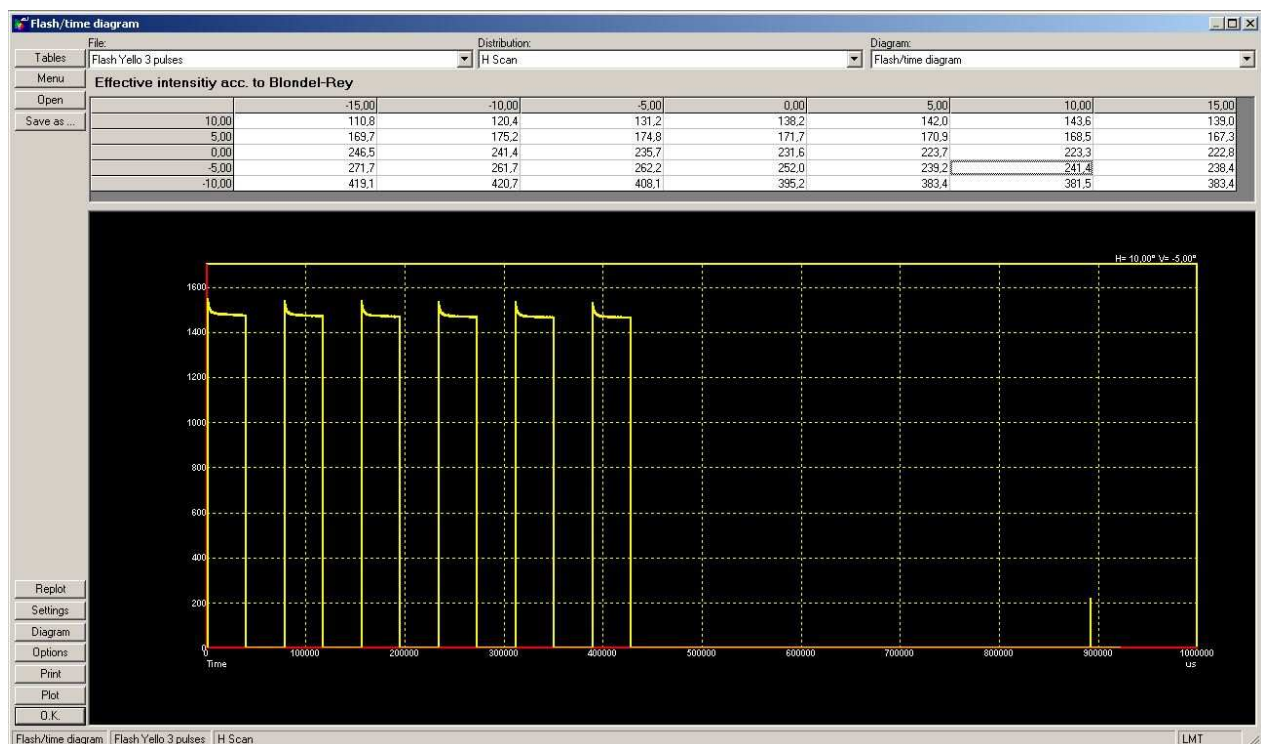 Flash/time diagram
File: Distribution: Diagram:
Tables Flash Yello 3 pulses H Scan Flash/time diagram
Menu Effective intensitiy acc. to Blondel-Rey
Open -15,00 -10,00 -5,00 0,00 5,00 10,00 15,00
Save as ... 10,00 110,8 120,4 131,2 138,2 142,0 143,6 139,0
5,00 169,7 175,2 174,8 171,7 170,9 168,5 167,3
0,00 246,5 241,4 235,7 231,6 223,7 223,3 222,8
-5,00 271,7 261,7 262,2 252,0 239,2 241,4 238,4
-10,00 419,1 420,7 408,1 395,2 383,4 381,5 383,4
H= 10,00° V= -5,00°
1600
1400
1200
1000
800
600
400
200
0
0 100000 200000 300000 400000 500000 600000 700000 800000 900000 1000000
Time us
Replot
Settings
Diagram
Options
Print
Plot
O.K.
Flash/time diagram Flash Yello 3 pulses H Scan LMT